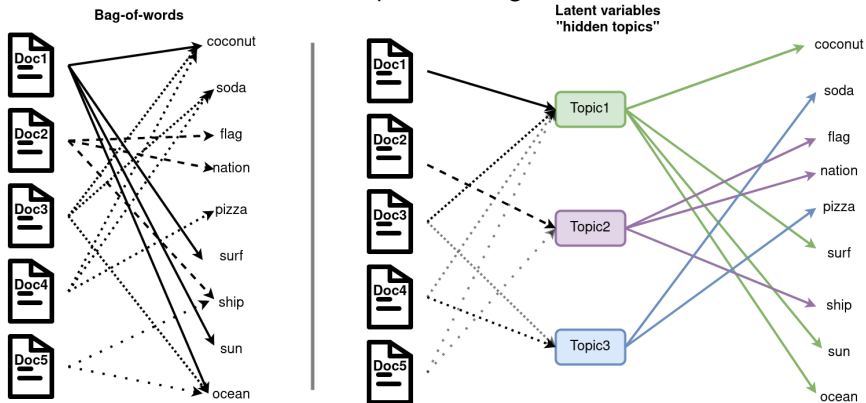 Bag-of-words
Doc1
Doc2
Doc3
Doc4
Doc5
coconut
soda
flag
nation
pizza
surf
ship
sun
ocean
Latent variables
"hidden topics"
Doc1
Doc2
Doc3
Doc4
Doc5
Topic1
Topic2
Topic3
coconut
soda
flag
nation
pizza
surf
ship
sun
ocean